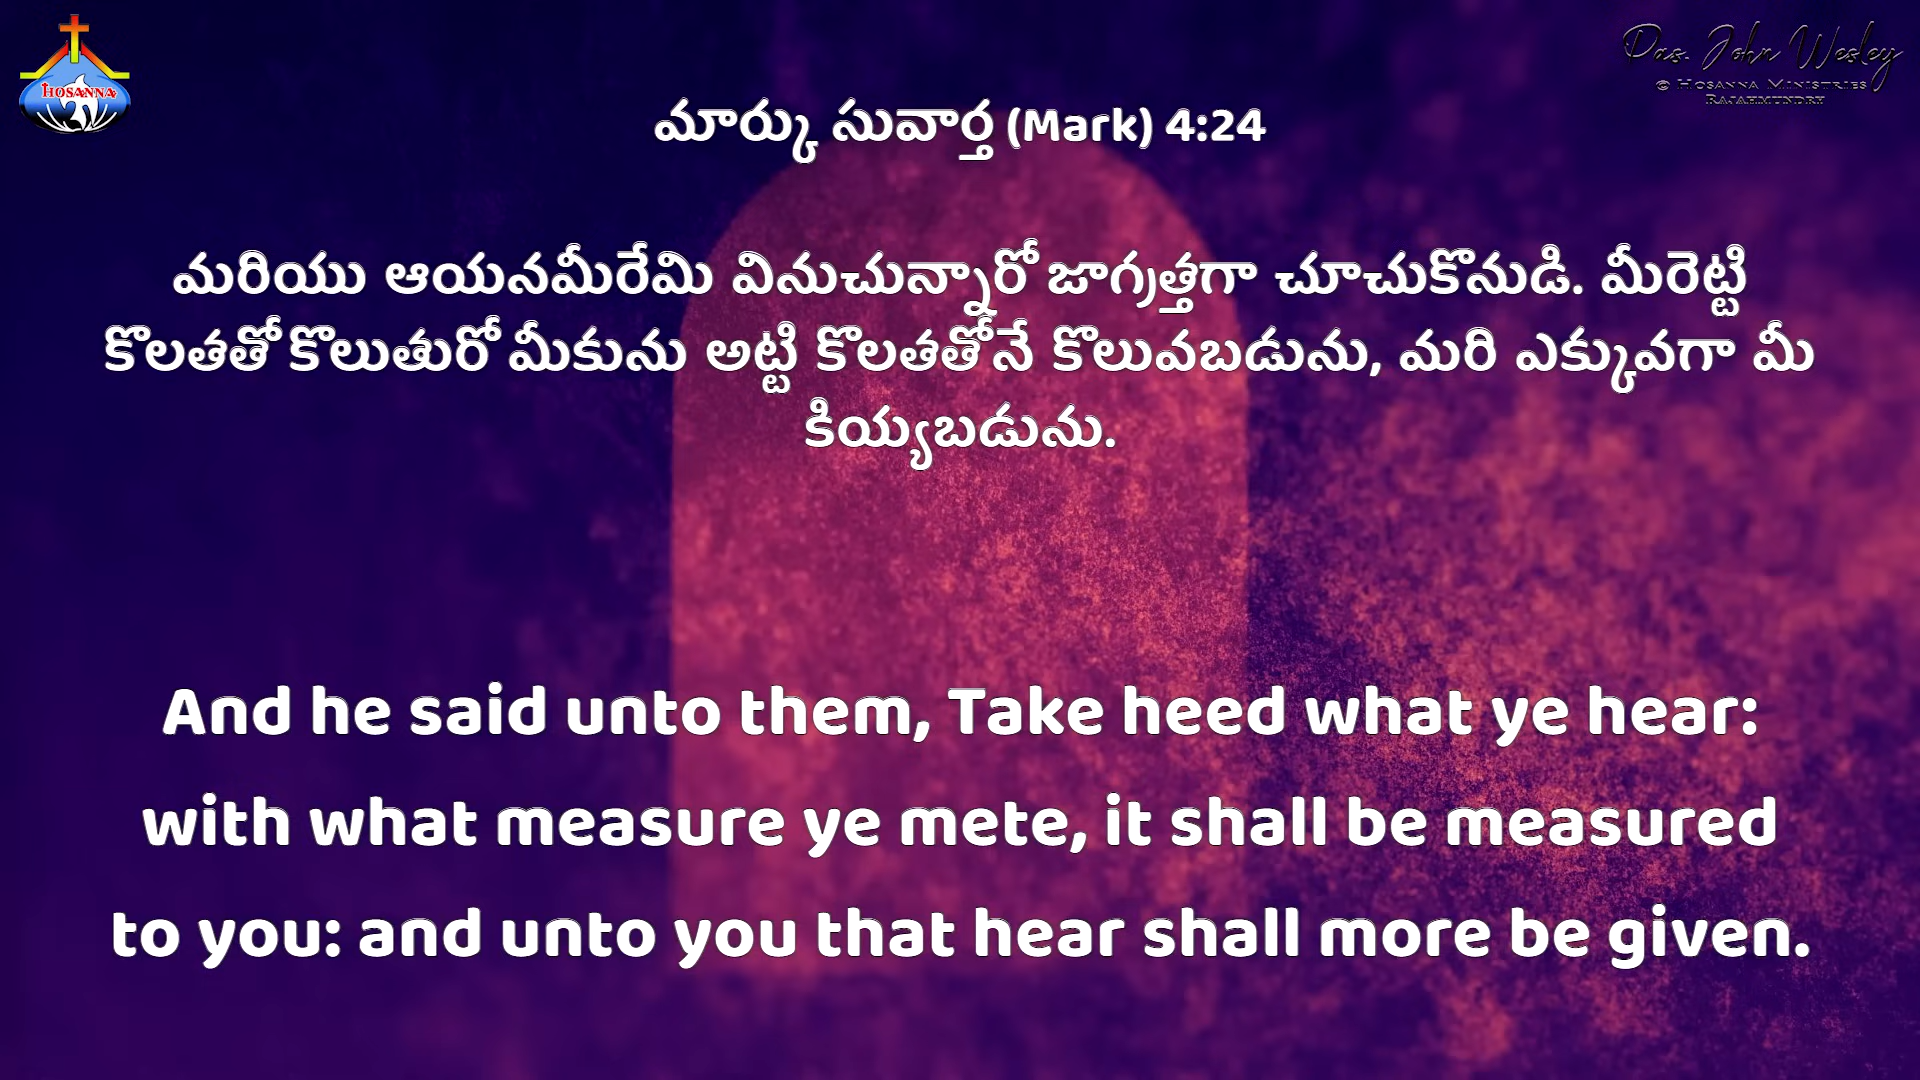 HOSANNA
Das. John Wesley
© Hosanna Ministries
Rajahmundry
మార్కు సువార్త (Mark) 4:24
మరియు ఆయనమీరేమి వినుచున్నారో జాగ్రత్తగా చూచుకొనుడి. మీరెట్టి
కొలతతో కొలుతురో మీకును అట్టి కొలతతోనే కొలువబడును, మరి ఎక్కువగా మీ
కియ్యబడును.
And he said unto them, Take heed what ye hear:
with what measure ye mete, it shall be measured
to you: and unto you that hear shall more be given.